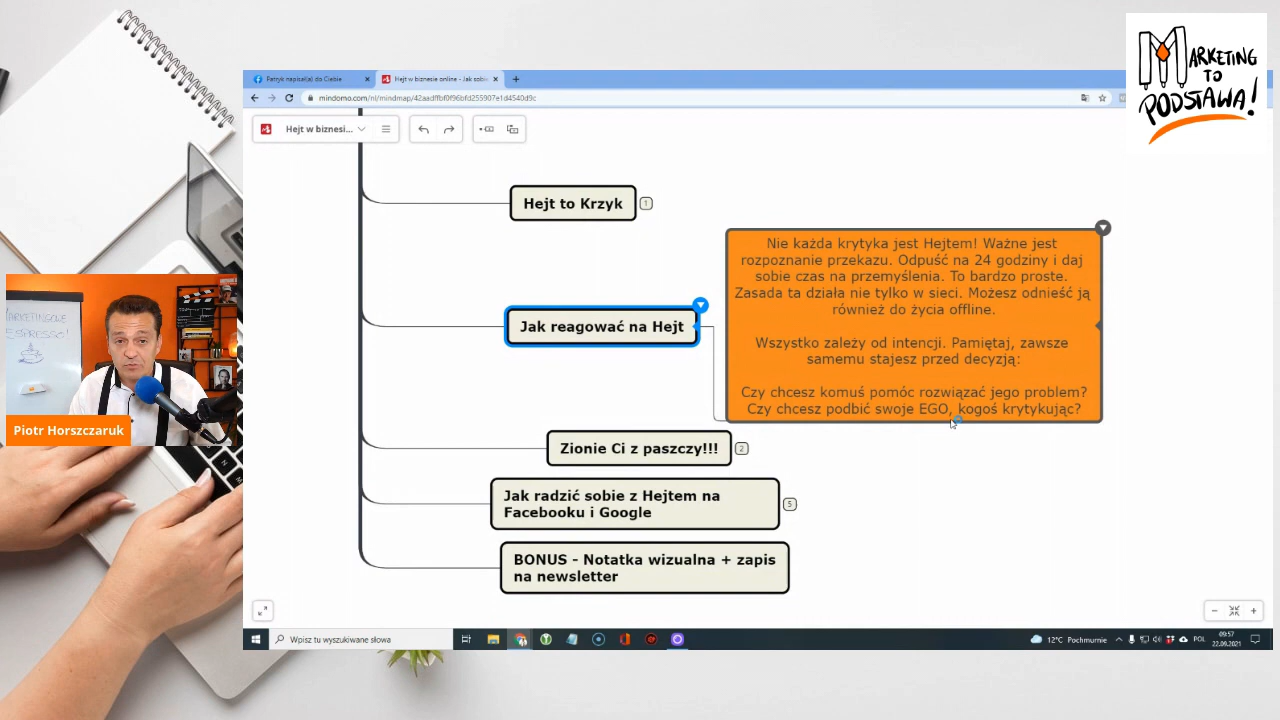 MARKETING
TO
PODSTAWA!
Patryk napisał(a) do Ciebie
Hejt w biznesie online - Jak sobie
mindomo.com/nl/mindmap/42aadffbf0f96bfd255907e1d4540d9c
Hejt w biznesi...
Hejt to Krzyk
1
Nie każda krytyka jest Hejtem! Ważne jest
rozpoznanie przekazu. Odpuść na 24 godziny i daj
sobie czas na przemyślenia. To bardzo proste.
Zasada ta działa nie tylko w sieci. Możesz odnieść ją
również do życia offline.
Wszystko zależy od intencji. Pamiętaj, zawsze
samemu stajesz przed decyzją:
Czy chcesz komuś pomóc rozwiązać jego problem?
Czy chcesz podbić swoje EGO, kogoś krytykując?
Jak reagować na Hejt
MARKETINGOWE
ESPRESSO!
Piotr Horszczaruk
Zionie Ci z paszczy!!!
2
Jak radzić sobie z Hejtem na
Facebooku i Google
5
BONUS - Notatka wizualna + zapis
na newsletter
Wpisz tu wyszukiwane słowa
12°C Pochmurnie
POL
09:57
22.09.2021